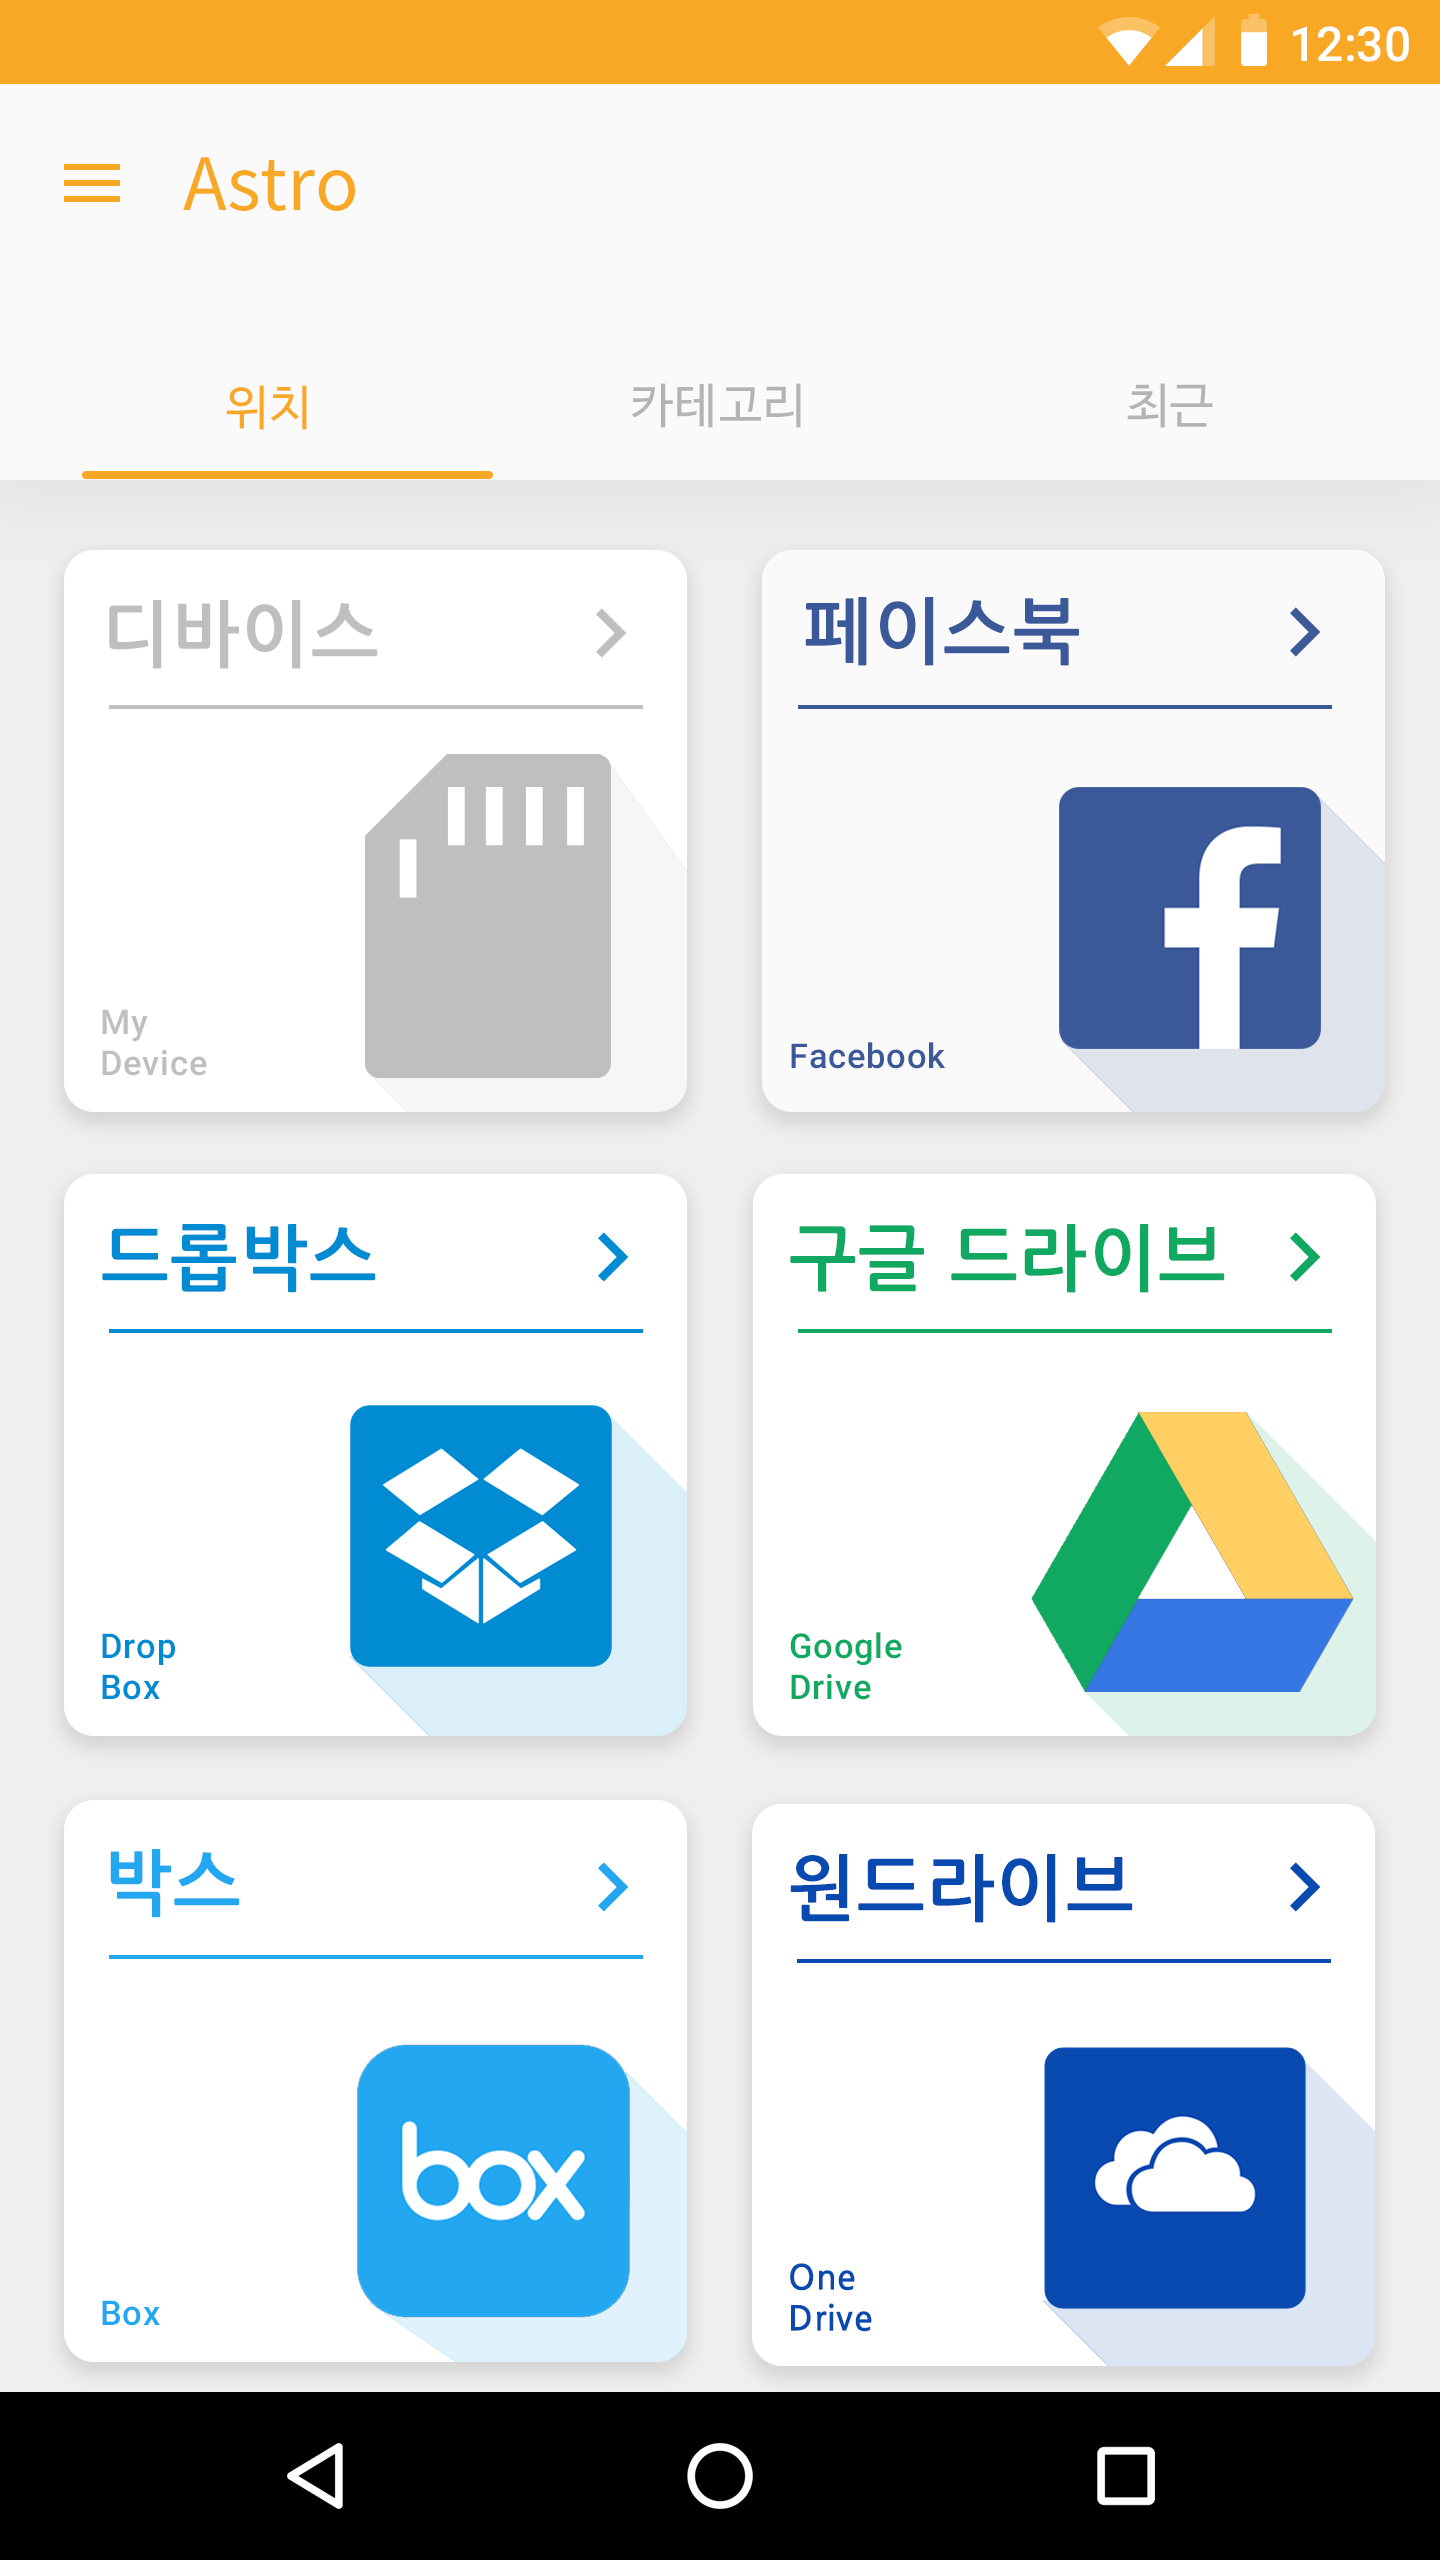 12:30
Astro
위치
카테고리
최근
디바이스
My
Device
페이스북
f
Facebook
드롭박스
Drop
Box
구글 드라이브
Google
Drive
박스
box
Box
원드라이브
One
Drive